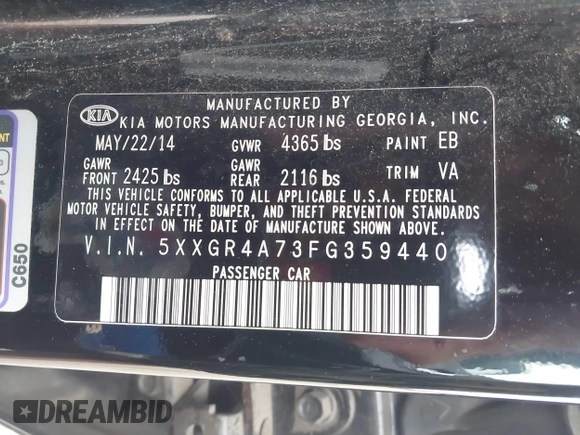 MANUFACTURED BY
KIA KIA MOTORS MANUFACTURING GEORGIA, INC.
MAY/22/14 GVWR 4365 lbs PAINT EB
GAWR FRONT 2425 lbs GAWR REAR 2116 lbs TRIM VA
THIS VEHICLE CONFORMS TO ALL APPLICABLE U.S.A. FEDERAL
MOTOR VEHICLE SAFETY, BUMPER, AND THEFT PREVENTION STANDARDS
IN EFFECT ON THE DATE OF MANUFACTURE SHOWN ABOVE.
V.I.N. 5XXGR4A73FG359440
PASSENGER CAR
C650
DREAMBID